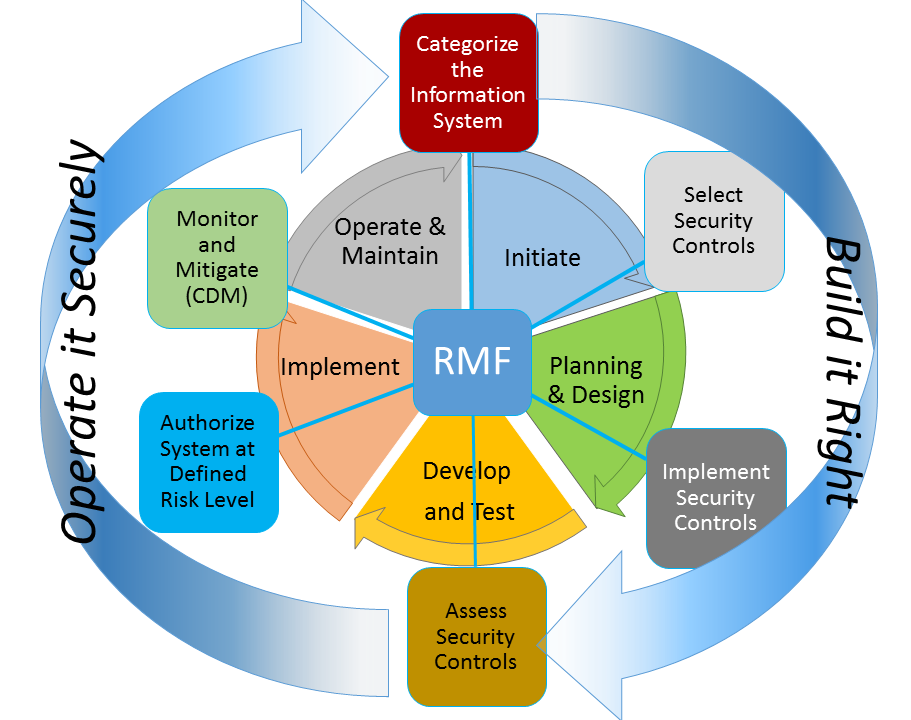 Categorize
the
Information
System
Select
Security
Controls
Implement
Security
Controls
Assess
Security
Controls
Authorize
System at
Defined
Risk Level
Monitor
and
Mitigate
(CDM)
Operate &
Maintain
Initiate
Planning
& Design
Develop
and Test
Implement
RMF
Operate it Securely
Build it Right